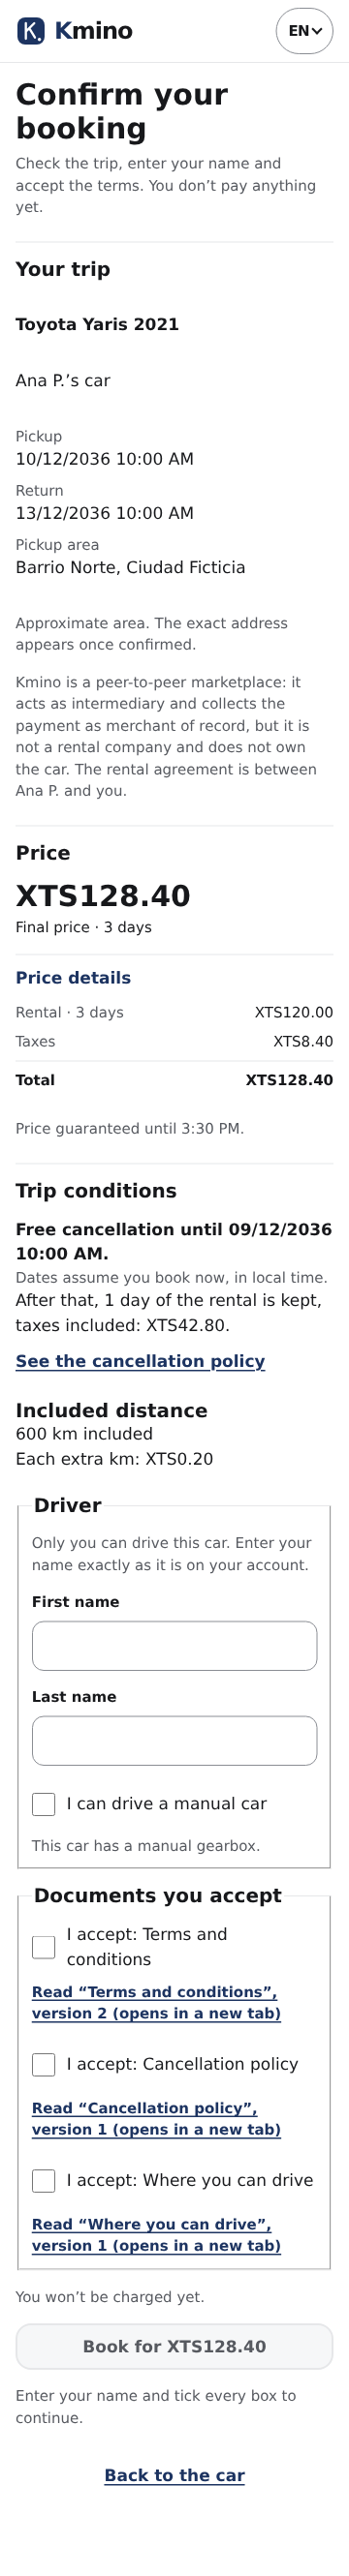 Kmino
EN
Confirm your
booking
Check the trip, enter your name and
accept the terms. You don’t pay anything
yet.
Your trip
Toyota Yaris 2021
Ana P.’s car
Pickup
10/12/2036 10:00 AM
Return
13/12/2036 10:00 AM
Pickup area
Barrio Norte, Ciudad Ficticia
Approximate area. The exact address
appears once confirmed.
Kmino is a peer-to-peer marketplace: it
acts as intermediary and collects the
payment as merchant of record, but it is
not a rental company and does not own
the car. The rental agreement is between
Ana P. and you.
Price
XTS128.40
Final price · 3 days
Price details
Rental · 3 days XTS120.00
Taxes XTS8.40
Total XTS128.40
Price guaranteed until 3:30 PM.
Trip conditions
Free cancellation until 09/12/2036
10:00 AM.
Dates assume you book now, in local time.
After that, 1 day of the rental is kept,
taxes included: XTS42.80.
See the cancellation policy
Included distance
600 km included
Each extra km: XTS0.20
Driver
Only you can drive this car. Enter your
name exactly as it is on your account.
First name
Last name
I can drive a manual car
This car has a manual gearbox.
Documents you accept
I accept: Terms and
conditions
Read “Terms and conditions”,
version 2 (opens in a new tab)
I accept: Cancellation policy
Read “Cancellation policy”,
version 1 (opens in a new tab)
I accept: Where you can drive
Read “Where you can drive”,
version 1 (opens in a new tab)
You won’t be charged yet.
Book for XTS128.40
Enter your name and tick every box to
continue.
Back to the car